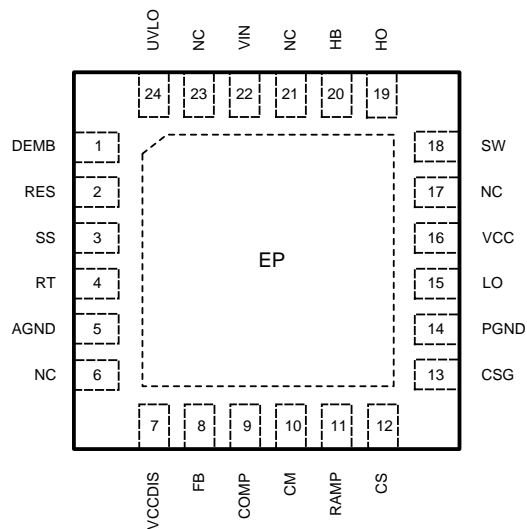 UVLO
NC
VIN
NC
HB
HO
24
23
22
21
20
19
DEMB 1
RES 2
SS 3
RT 4
AGND 5
NC 6
EP
18 SW
17 NC
16 VCC
15 LO
14 PGND
13 CSG
7
8
9
10
11
12
VCCDIS
FB
COMP
CM
RAMP
CS